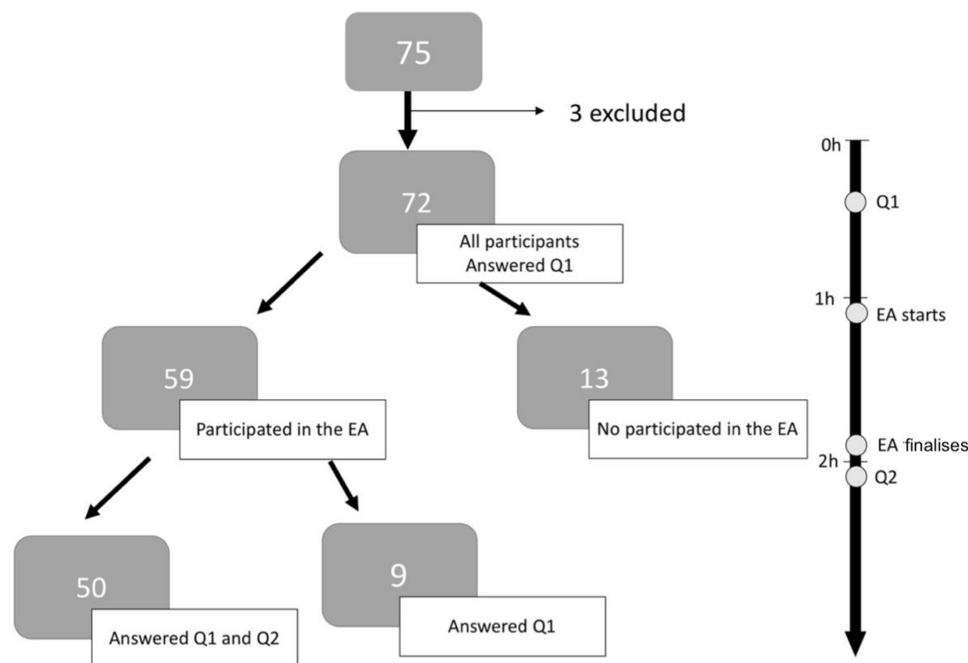 75
3 excluded
72
All participants
Answered Q1
59
Participated in the EA
13
No participated in the EA
50
Answered Q1 and Q2
9
Answered Q1
0h
Q1
1h
EA starts
EA finalises
2h
Q2